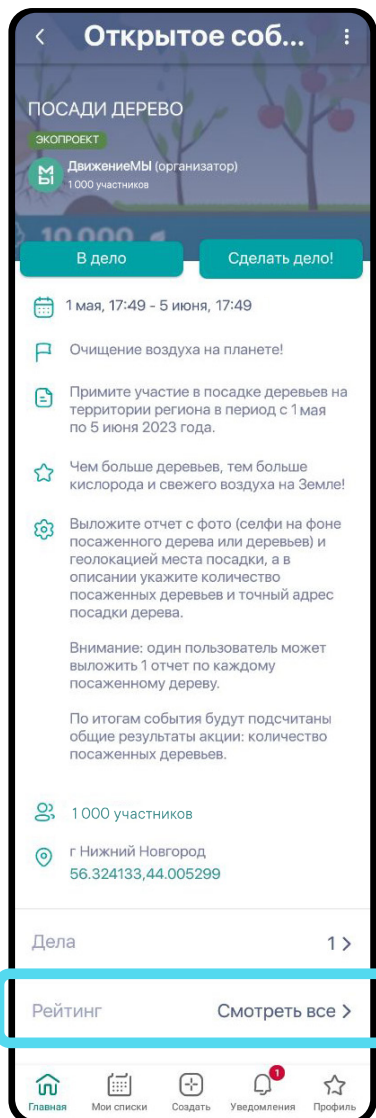 Открытое соб...
ПОСАДИ ДЕРЕВО
ЭКОПРОЕКТ
МЫ
ДвижениеМЫ (организатор)
1 000 участников
10 000
В дело
Сделать дело!
1 мая, 17:49 - 5 июня, 17:49
Очищение воздуха на планете!
Примите участие в посадке деревьев на
территории региона в период с 1 мая
по 5 июня 2023 года.
Чем больше деревьев, тем больше
кислорода и свежего воздуха на Земле!
Выложите отчет с фото (селфи на фоне
посаженного дерева или деревьев) и
геолокацией места посадки, а в
описании укажите количество
посаженных деревьев и точный адрес
посадки дерева.
Внимание: один пользователь может
выложить 1 отчет по каждому
посаженному дереву.
По итогам события будут подсчитаны
общие результаты акции: количество
посаженных деревьев.
1 000 участников
г Нижний Новгород
56.324133,44.005299
Дела 1 >
Рейтинг Смотреть все >
1
Главная Мои списки Создать Уведомления Профиль